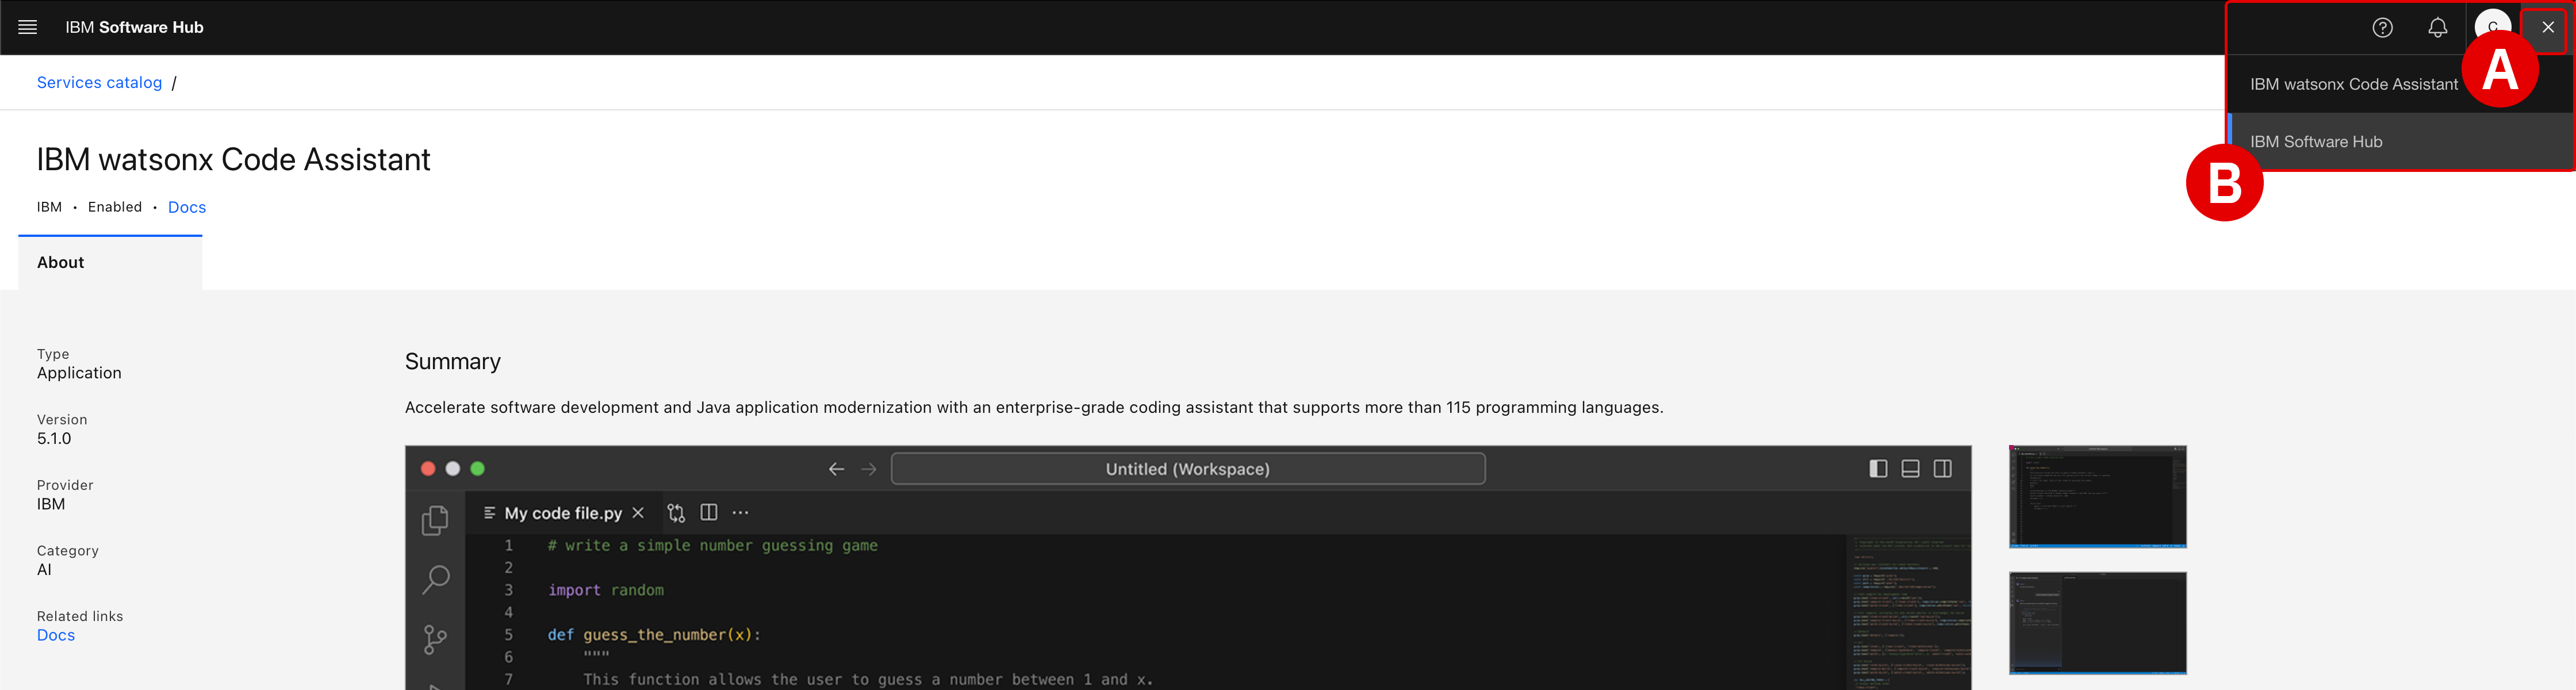 IBM Software Hub
C
A
Services catalog /
IBM watsonx Code Assistant
IBM Software Hub
B
IBM watsonx Code Assistant
IBM • Enabled • Docs
About
Type
Application
Version
5.1.0
Provider
IBM
Category
AI
Related links
Docs
Summary
Accelerate software development and Java application modernization with an enterprise-grade coding assistant that supports more than 115 programming languages.
Untitled (Workspace)
My code file.py
1 # write a simple number guessing game
2
3 import random
4
5 def guess_the_number(x):
6 """
7 This function allows the user to guess a number between 1 and x.